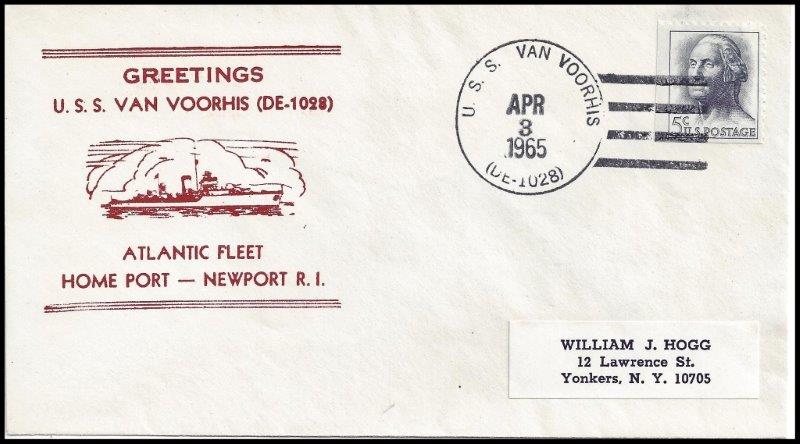 GREETINGS
U. S. S. VAN VOORHIS (DE-1028)
ATLANTIC FLEET
HOME PORT — NEWPORT R. I.
U. S. S. VAN VOORHIS
APR
3
1965
(DE-1028)
5c
U.S. POSTAGE
WILLIAM J. HOGG
12 Lawrence St.
Yonkers, N. Y. 10705